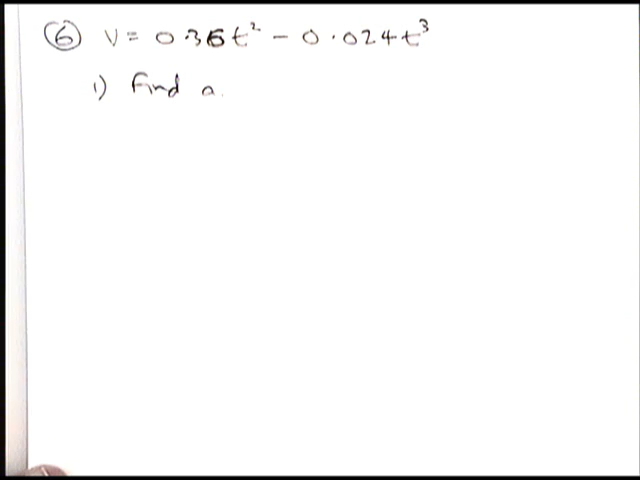 ⑥ V = 0.36t² - 0.024t³
1) Find a.